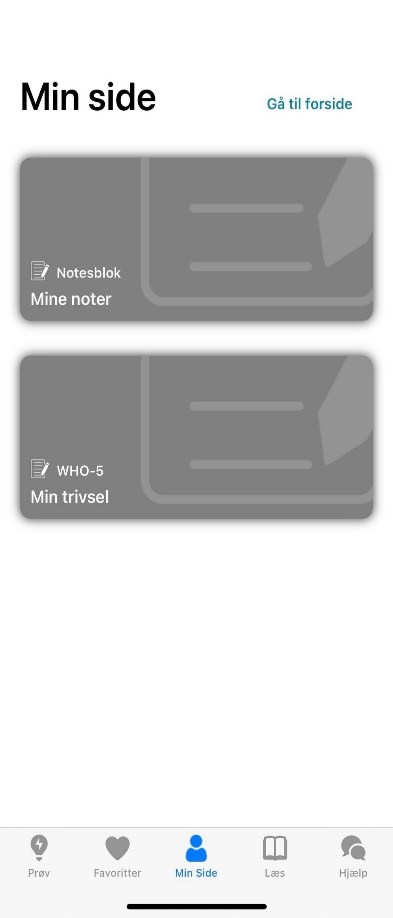 Min side
Gå til forside
Notesblok
Mine noter
WHO-5
Min trivsel
Prøv
Favoritter
Min Side
Læs
Hjælp